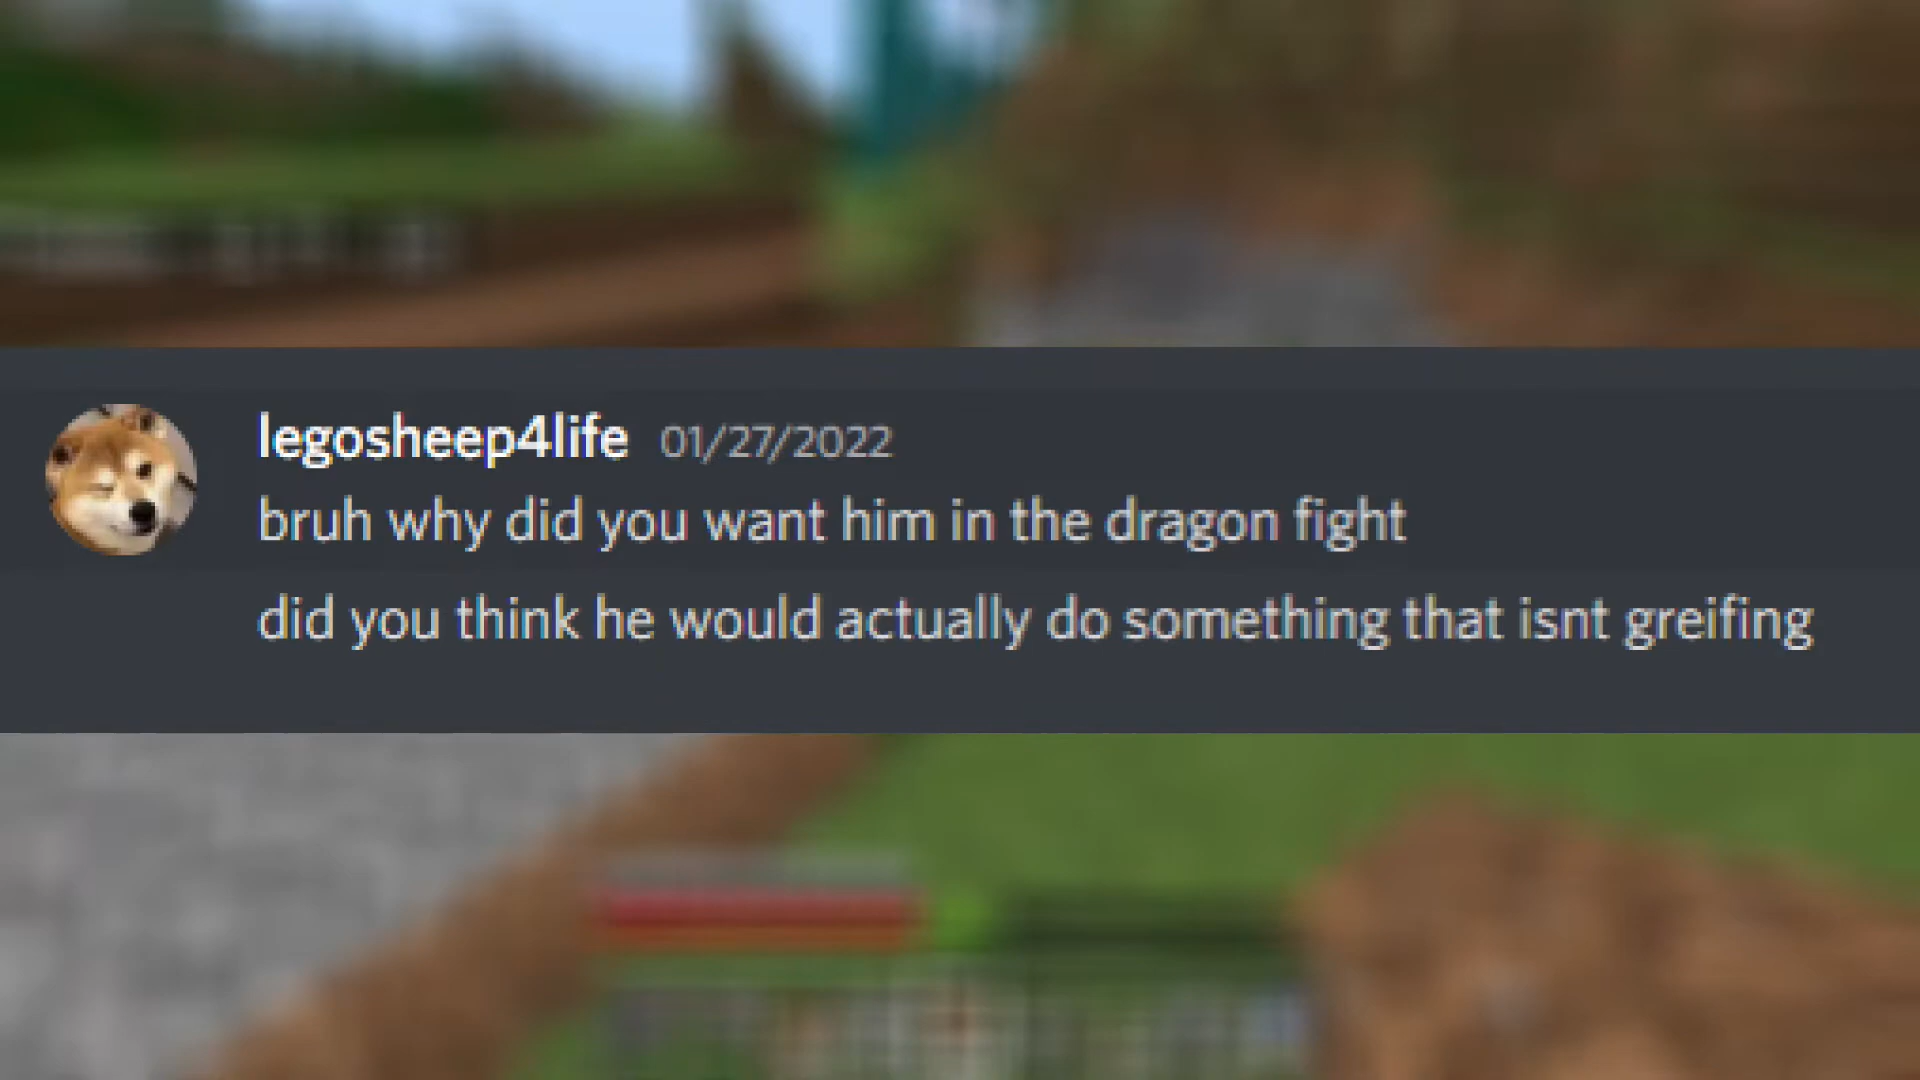 legosheep4life 01/27/2022
bruh why did you want him in the dragon fight
did you think he would actually do something that isnt greifing